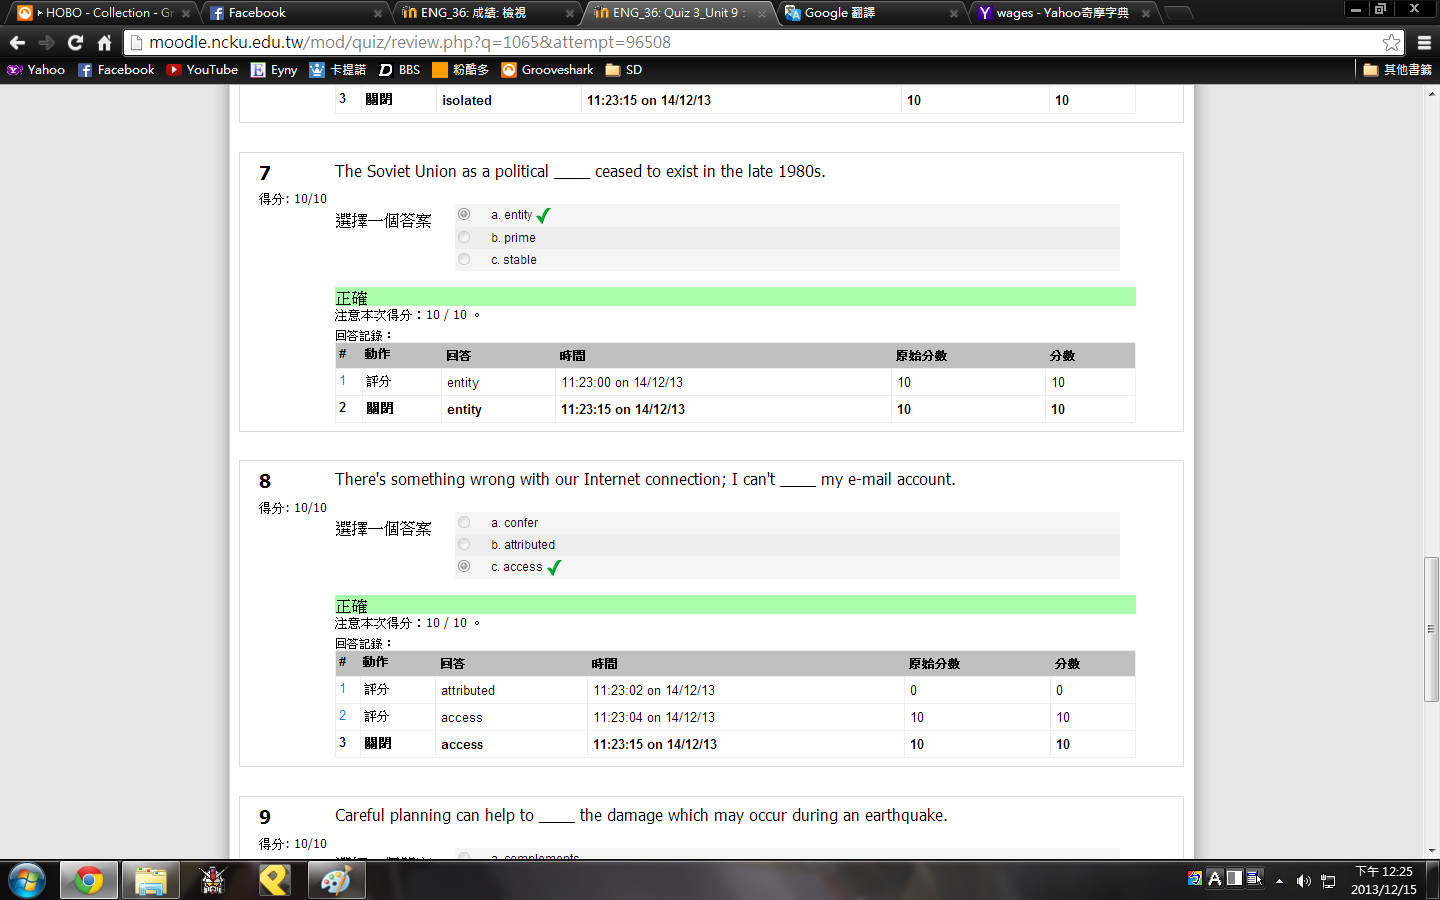 HOBO - Collection - Gr
Facebook
ENG_36: 成績: 檢視
ENG_36: Quiz 3_Unit 9 :
Google 翻譯
wages - Yahoo奇摩字典
moodle.ncku.edu.tw/mod/quiz/review.php?q=1065&attempt=96508
Yahoo
Facebook
YouTube
Eyny
卡提諾
BBS
粉酷多
Grooveshark
SD
其他書籤
3 關閉 isolated 11:23:15 on 14/12/13 10 10
7
The Soviet Union as a political ____ ceased to exist in the late 1980s.
得分: 10/10
選擇一個答案
a. entity
b. prime
c. stable
正確
注意本次得分：10 / 10 。
回答記錄：
# 動作 回答 時間 原始分數 分數
1 評分 entity 11:23:00 on 14/12/13 10 10
2 關閉 entity 11:23:15 on 14/12/13 10 10
8
There's something wrong with our Internet connection; I can't ____ my e-mail account.
得分: 10/10
選擇一個答案
a. confer
b. attributed
c. access
正確
注意本次得分：10 / 10 。
回答記錄：
# 動作 回答 時間 原始分數 分數
1 評分 attributed 11:23:02 on 14/12/13 0 0
2 評分 access 11:23:04 on 14/12/13 10 10
3 關閉 access 11:23:15 on 14/12/13 10 10
9
Careful planning can help to ____ the damage which may occur during an earthquake.
得分: 10/10
a. complements
下午 12:25
2013/12/15